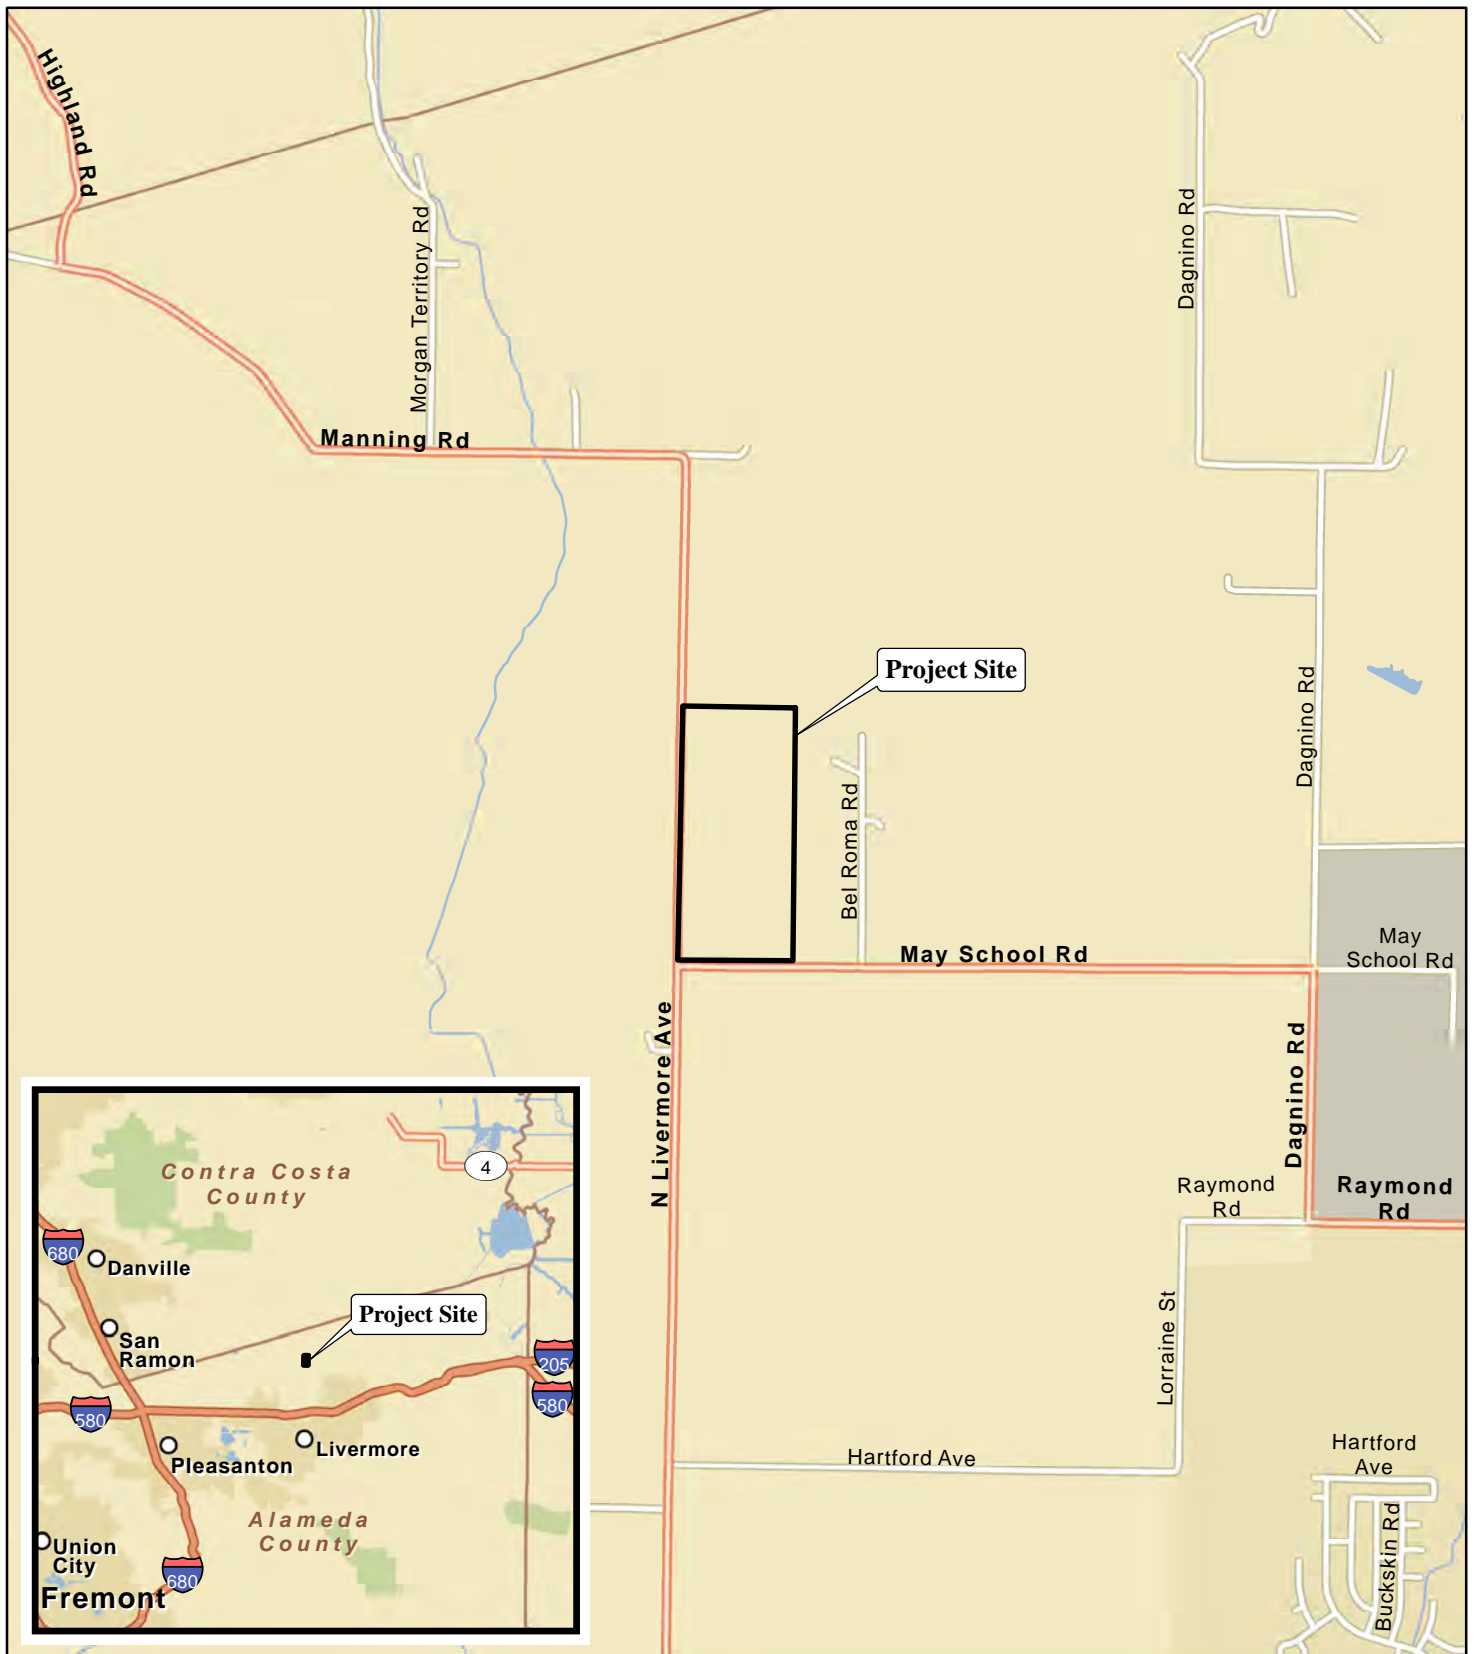 Highland Rd
Morgan Territory Rd
Dagnino Rd
Manning Rd
Project Site
Dagnino Rd
Bel Roma Rd
May School Rd
May
School Rd
N Livermore Ave
Dagnino Rd
Raymond
Rd
Raymond
Rd
Lorraine St
Hartford Ave
Hartford
Ave
Buckskin Rd
Contra Costa
County
4
680
Danville
Project Site
San
Ramon
205
580
580
Livermore
Pleasanton
Alameda
County
Union
City
680
Fremont